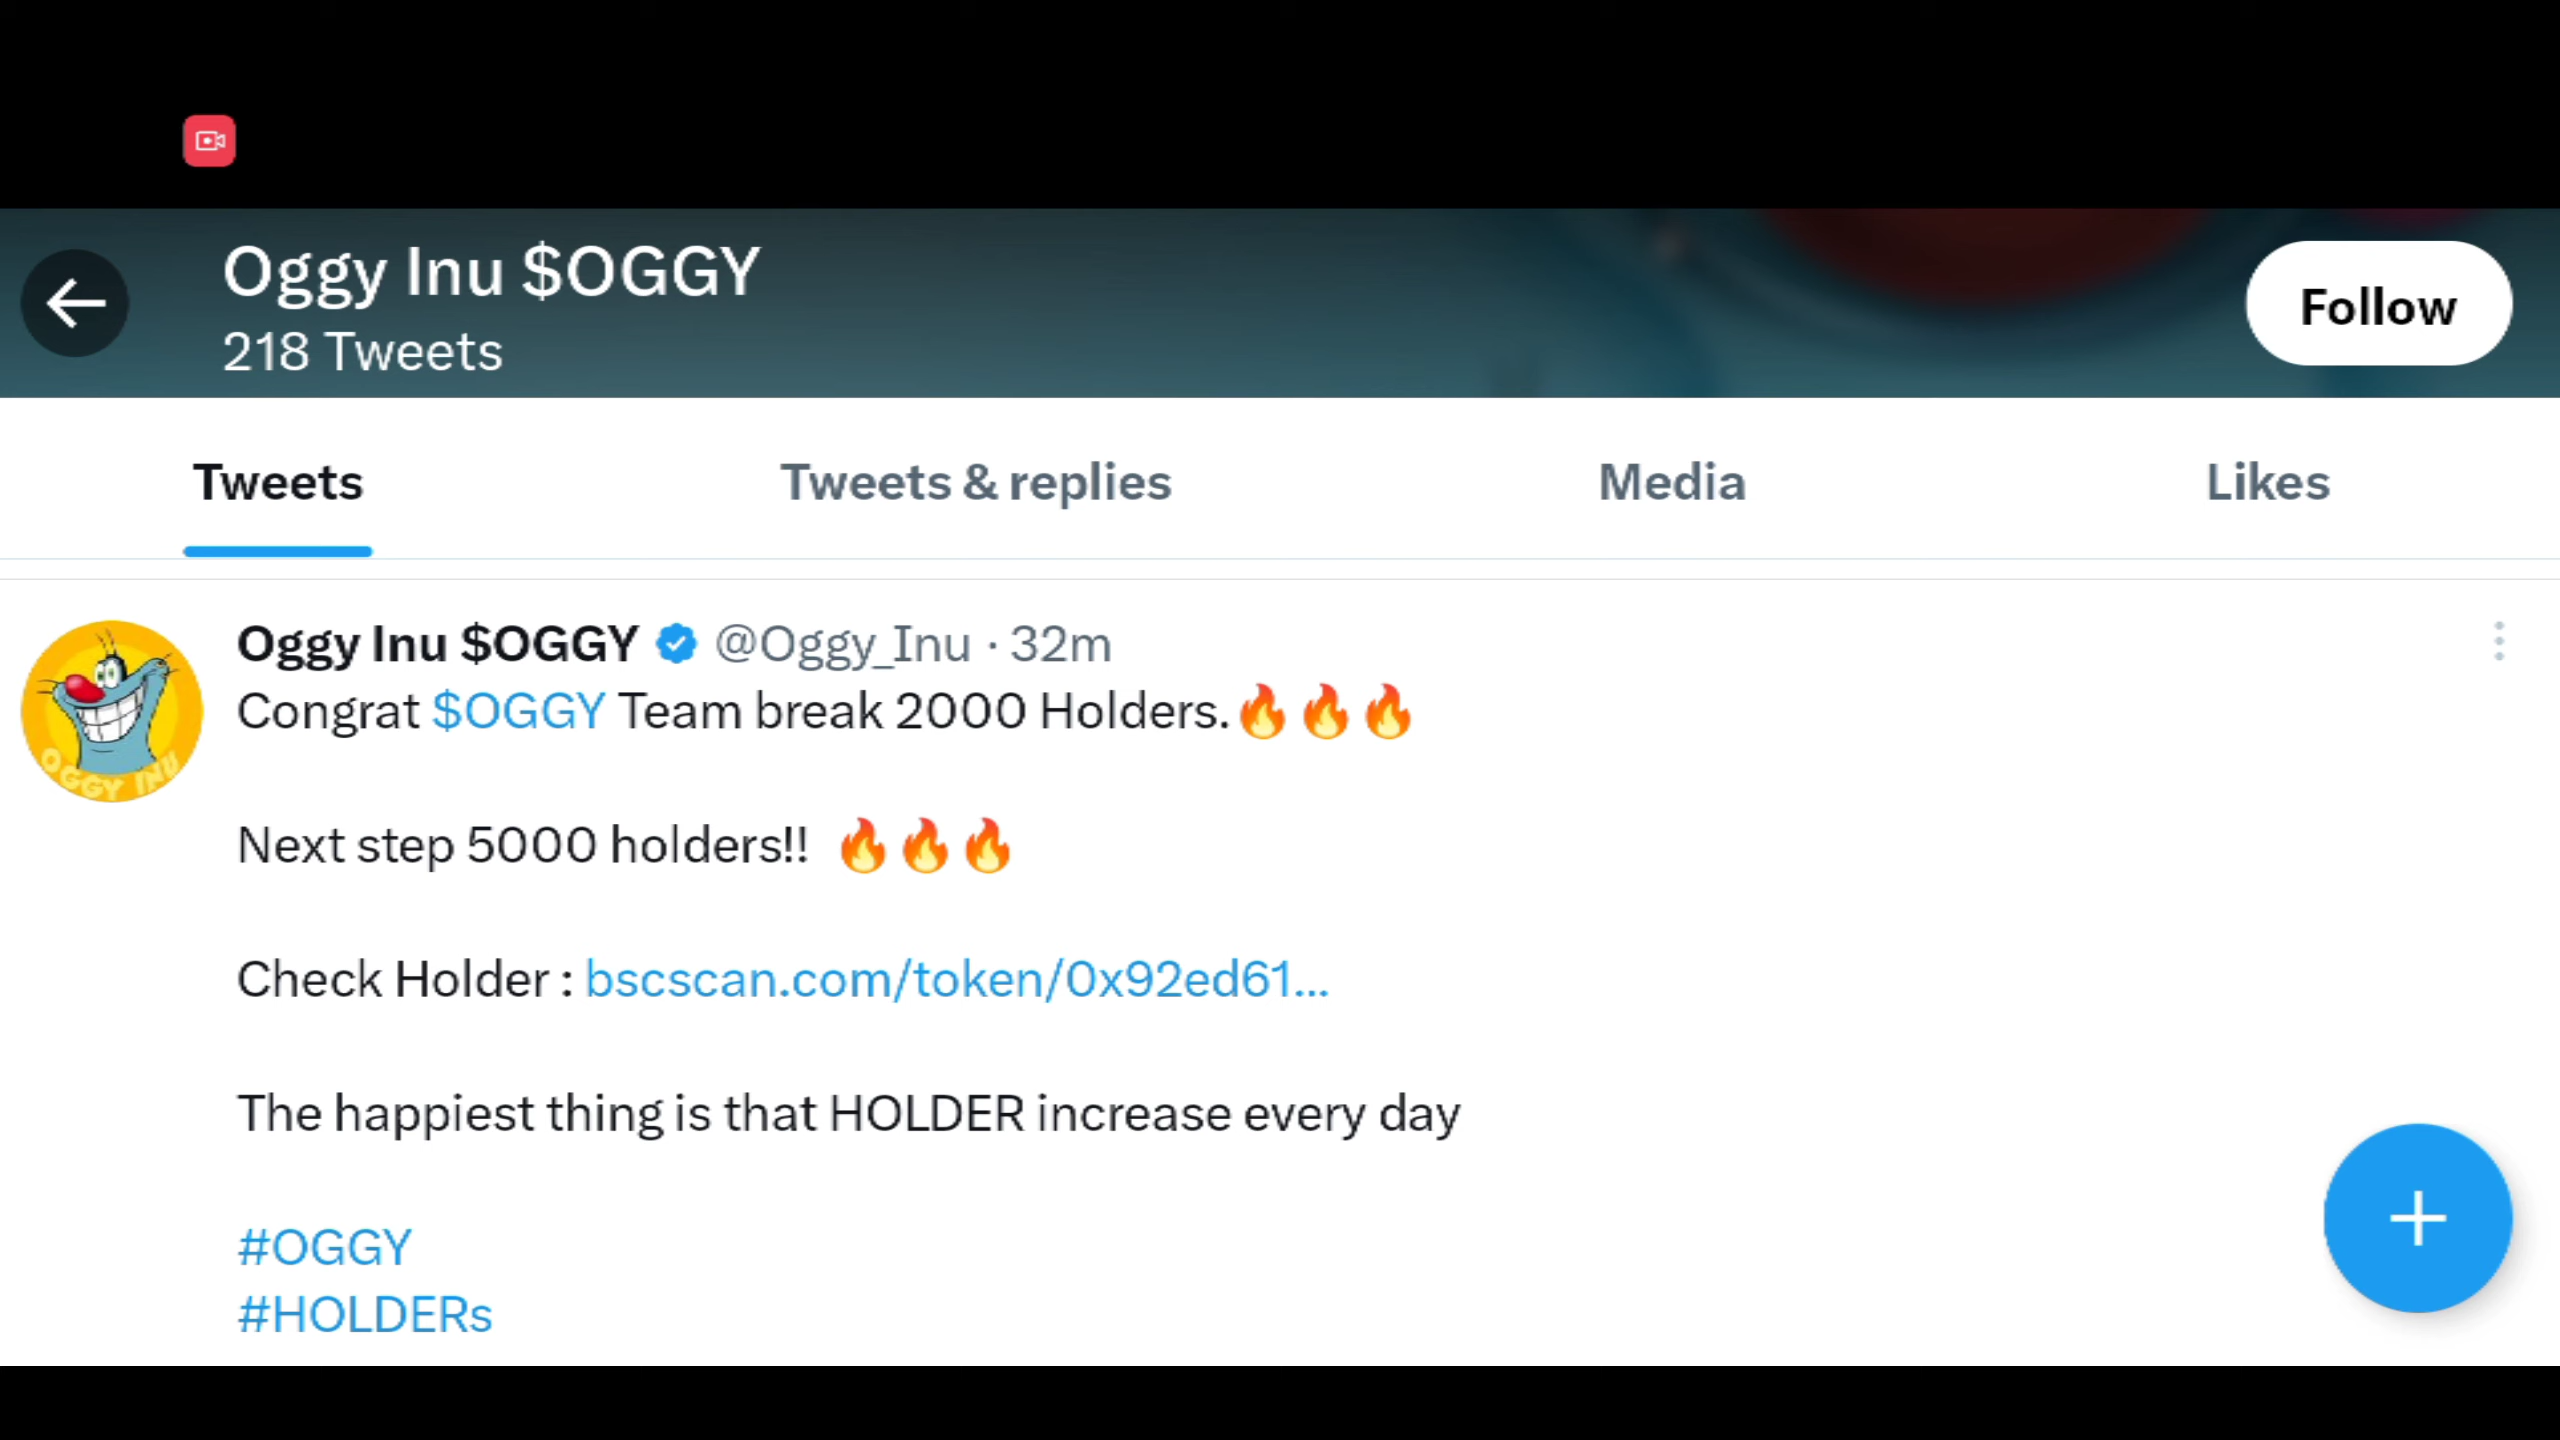 Oggy Inu $OGGY
218 Tweets
Follow
Tweets
Tweets & replies
Media
Likes
Oggy Inu $OGGY @Oggy_Inu · 32m
Congrat $OGGY Team break 2000 Holders.🔥🔥🔥
Next step 5000 holders!! 🔥🔥🔥
Check Holder : bscscan.com/token/0x92ed61...
The happiest thing is that HOLDER increase every day
#OGGY
#HOLDERs
OGGY INU